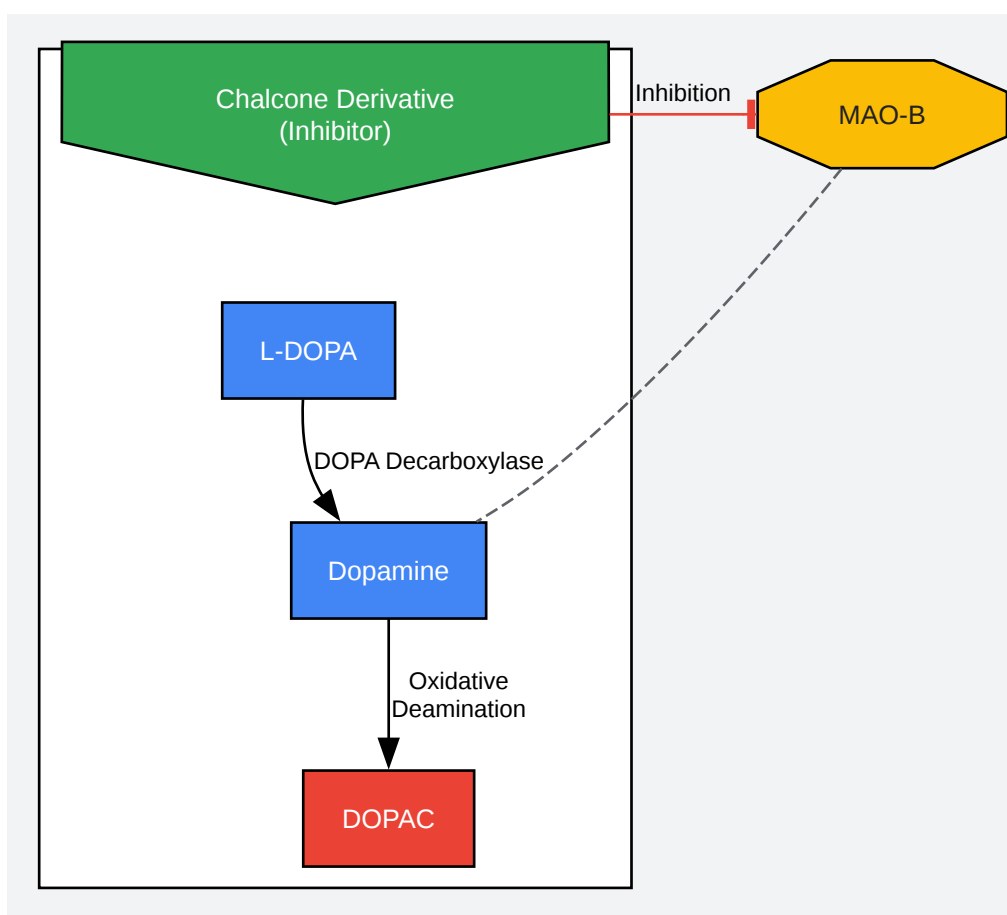 Chalcone Derivative
(Inhibitor)
Inhibition
MAO-B
L-DOPA
DOPA Decarboxylase
Dopamine
Oxidative
Deamination
DOPAC